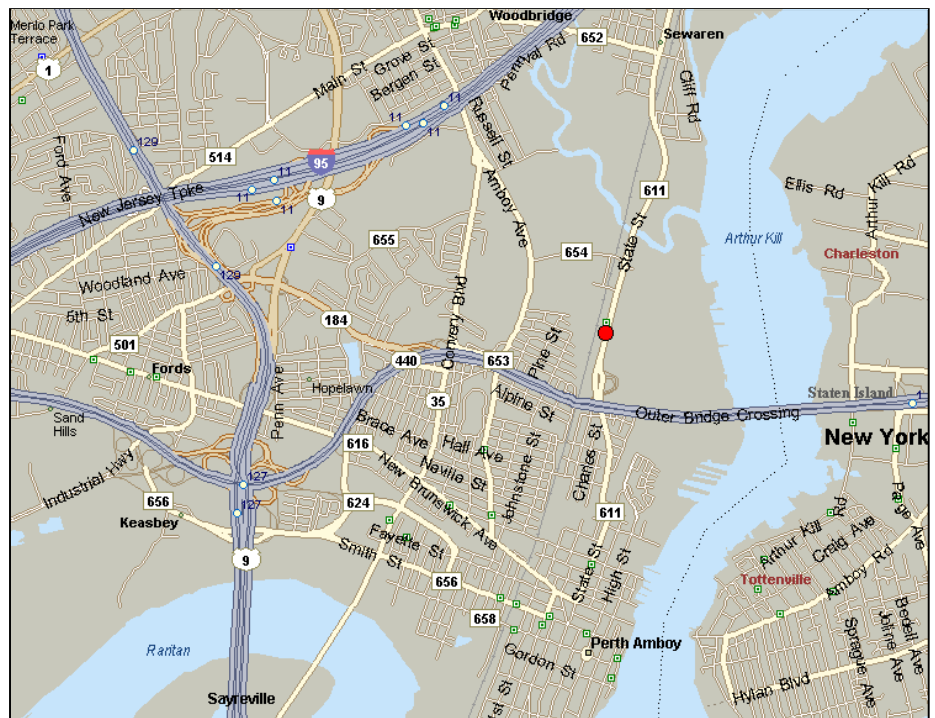 Woodbridge
652
Sewaren
Menlo Park
Terrace
1
Main St
Grove St
Bergen St
Perceval Rd
Cliff Rd
11
11
11
Russell St
129
514
Ford Ave
95
New Jersey Tpke
11
11
11
9
Amboy Ave
611
State St
Ellis Rd
Arthur Kill Rd
655
654
Arthur Kill
Charleston
129
Woodland Ave
5th St
Convery Blvd
184
501
Pine St
Fords
440
653
Hopelawn
Penn Ave
35
Alpine St
Outer Bridge Crossing
Staten Island
1
Sand
Hills
Brace Ave
Hall Ave
Neville St
Johnstone St
Charles St
New York
616
New Brunswick Ave
Industrial Hwy
127
127
656
Keasbey
624
611
Page Ave
Arthur Kill Rd
Craig Ave
Fayette St
Smith St
9
656
State St
High St
Tottenville
Amboy Rd
658
Perth Amboy
Raritan
Gordon St
Sprague Ave
Joline Ave
Bedell Ave
Hylan Blvd
Sayreville
1st St